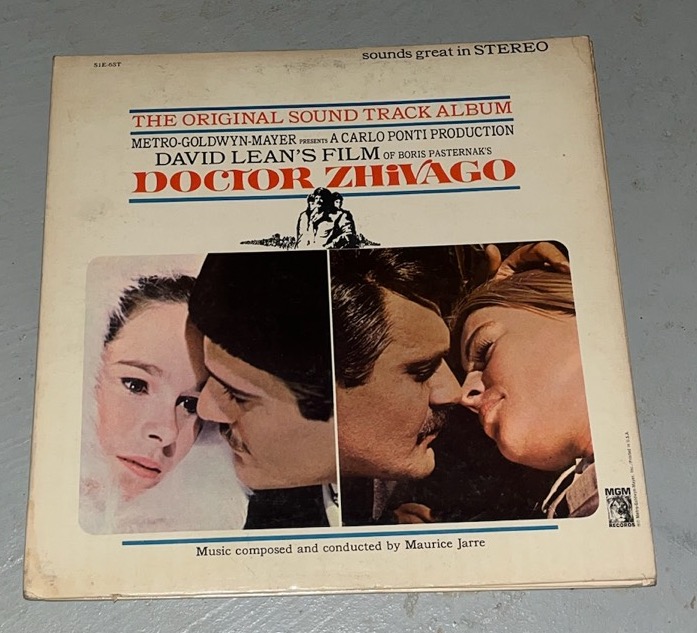 sounds great in STEREO
S1E-6ST
THE ORIGINAL SOUND TRACK ALBUM
METRO-GOLDWYN-MAYER PRESENTS A CARLO PONTI PRODUCTION
DAVID LEAN'S FILM OF BORIS PASTERNAK'S
DOCTOR ZHiVAGO
MGM
RECORDS
Music composed and conducted by Maurice Jarre